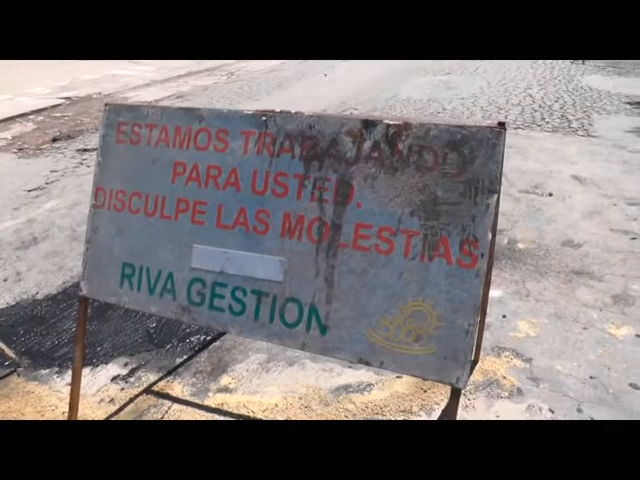 ESTAMOS TRABAJANDO
PARA USTED.
DISCULPE LAS MOLESTIAS
RIVA GESTION